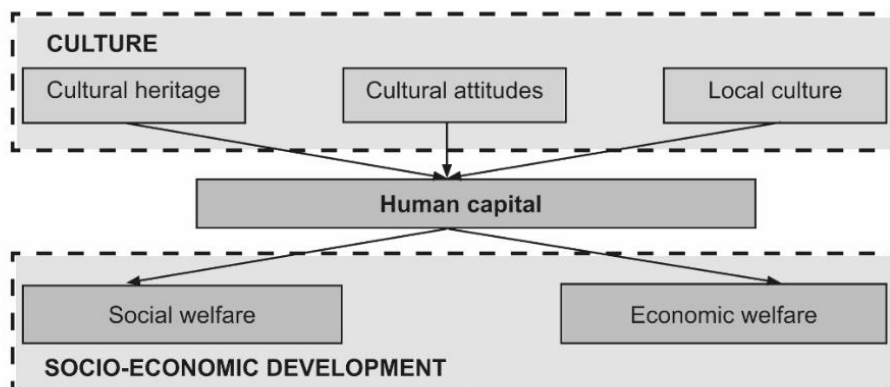 CULTURE
Cultural heritage
Cultural attitudes
Local culture
Human capital
Social welfare
Economic welfare
SOCIO-ECONOMIC DEVELOPMENT